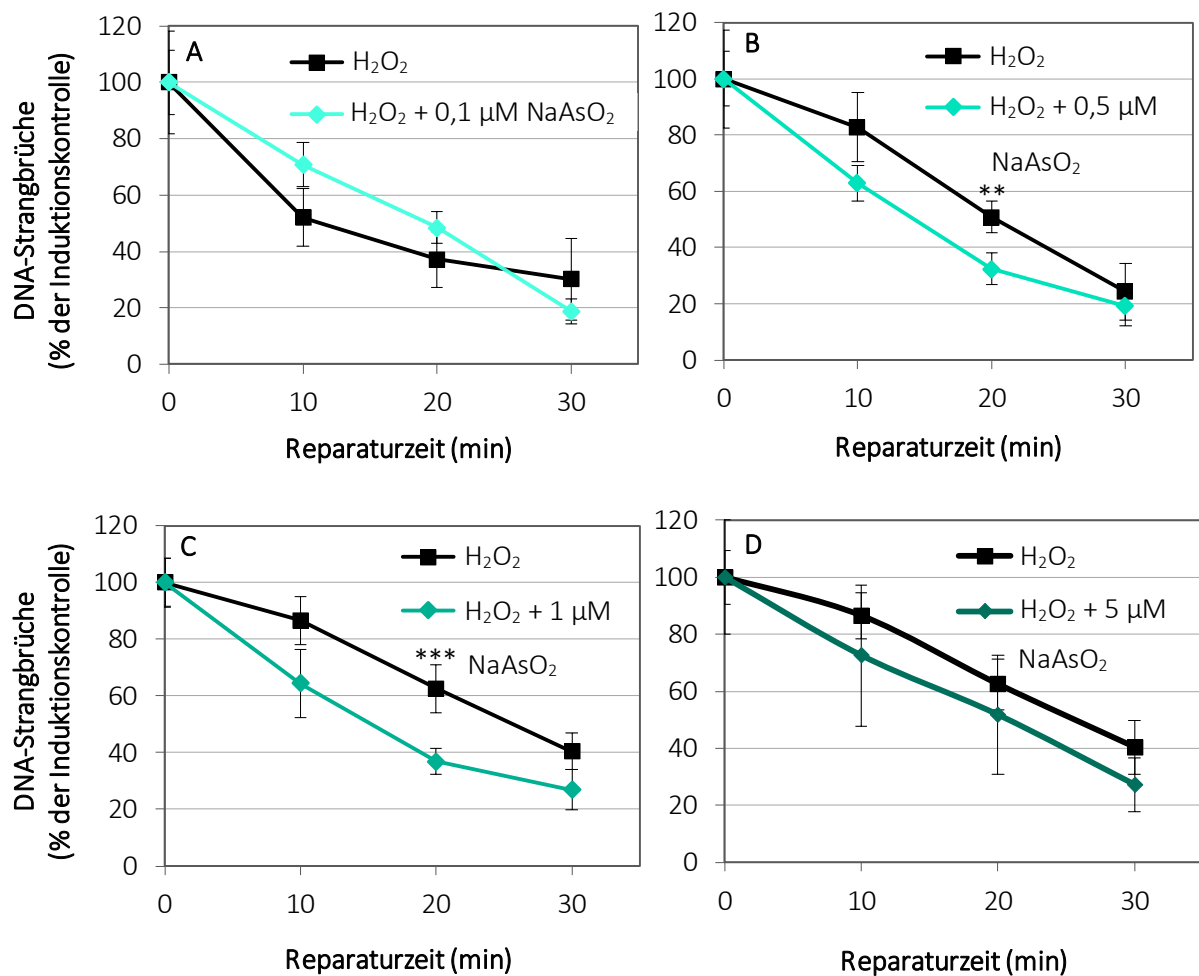 DNA-Strangbrüche
(% der Induktionskontrolle)
120
100
80
60
40
20
0
A
H₂O₂
H₂O₂ + 0,1 µM NaAsO₂
0 10 20 30
Reparaturzeit (min)
120
100
80
60
40
20
0
B
H₂O₂
H₂O₂ + 0,5 µM
NaAsO₂
**
0 10 20 30
Reparaturzeit (min)
DNA-Strangbrüche
(% der Induktionskontrolle)
120
100
80
60
40
20
0
C
H₂O₂
H₂O₂ + 1 µM
*** NaAsO₂
0 10 20 30
Reparaturzeit (min)
120
100
80
60
40
20
0
D
H₂O₂
H₂O₂ + 5 µM
NaAsO₂
0 10 20 30
Reparaturzeit (min)